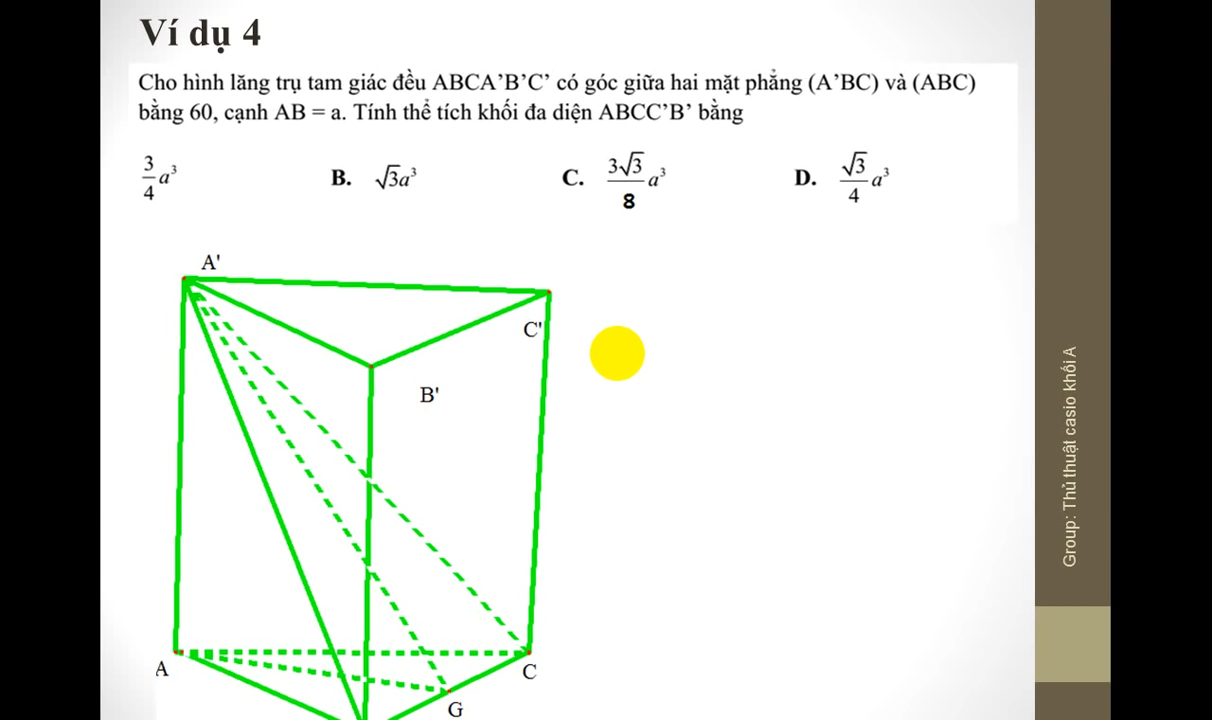 Ví dụ 4
Cho hình lăng trụ tam giác đều ABCA’B’C’ có góc giữa hai mặt phẳng (A’BC) và (ABC)
bằng 60, cạnh AB = a. Tính thể tích khối đa diện ABCC’B’ bằng
3/4 a³ B. √3a³ C. 3√3/8 a³ D. √3/4 a³
A'
C'
B'
A
C
G
Group: Thủ thuật casio khối A